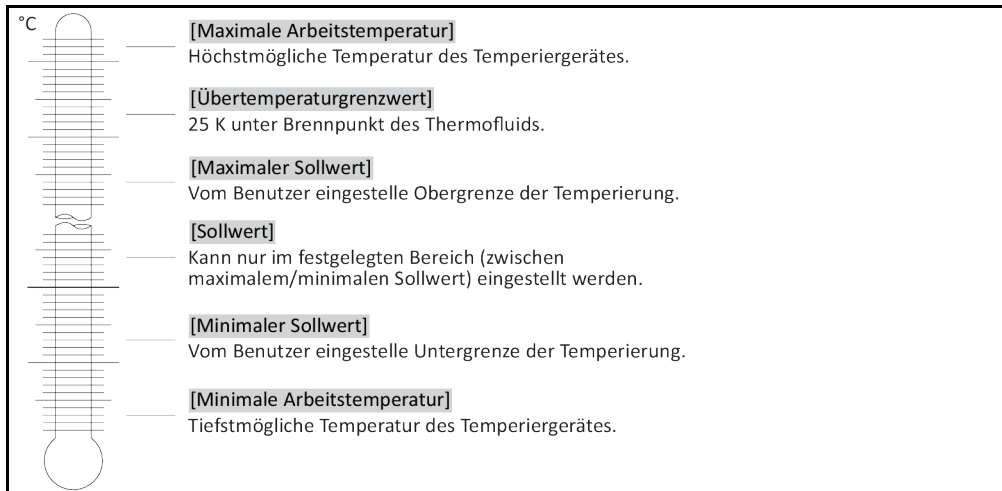 °C
[Maximale Arbeitstemperatur]
Höchstmögliche Temperatur des Temperiergerätes.
[Übertemperaturgrenzwert]
25 K unter Brennpunkt des Thermofluids.
[Maximaler Sollwert]
Vom Benutzer eingestelle Obergrenze der Temperierung.
[Sollwert]
Kann nur im festgelegten Bereich (zwischen
maximalem/minimalen Sollwert) eingestellt werden.
[Minimaler Sollwert]
Vom Benutzer eingestelle Untergrenze der Temperierung.
[Minimale Arbeitstemperatur]
Tiefstmögliche Temperatur des Temperiergerätes.